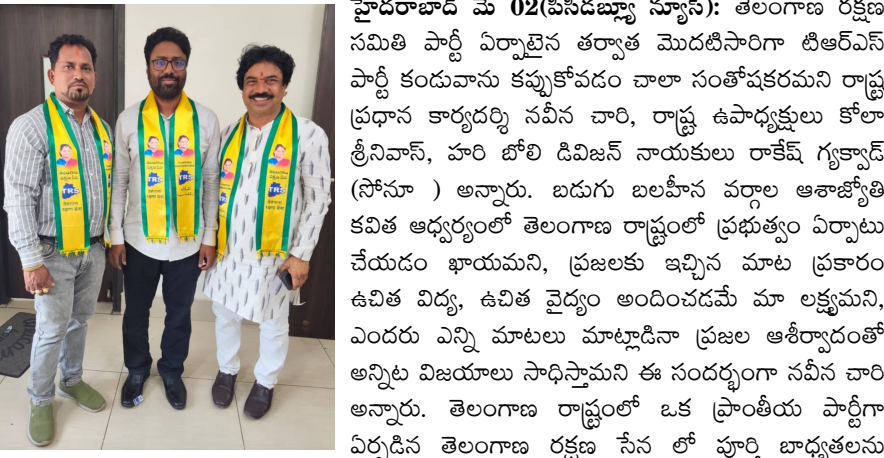 హైదరాబాద్ మే 02(పిసిడబ్ల్యూ న్యూస్): తెలంగాణ రక్షణ
సమితి పార్టీ ఏర్పాటైన తర్వాత మొదటిసారిగా టిఆర్ఎస్
పార్టీ కండువాను కప్పుకోవడం చాలా సంతోషకరమని రాష్ట్ర
ప్రధాన కార్యదర్శి నవీన చారి, రాష్ట్ర ఉపాధ్యక్షులు కోలా
శ్రీనివాస్, హరి బోలి డివిజన్ నాయకులు రాకేష్ గ్యక్వాడ్
(సోనూ ) అన్నారు. బడుగు బలహీన వర్గాల ఆశాజ్యోతి
కవిత ఆధ్వర్యంలో తెలంగాణ రాష్ట్రంలో ప్రభుత్వం ఏర్పాటు
చేయడం ఖాయమని, ప్రజలకు ఇచ్చిన మాట ప్రకారం
ఉచిత విద్య, ఉచిత వైద్యం అందించడమే మా లక్ష్యమని,
ఎందరు ఎన్ని మాటలు మాట్లాడినా ప్రజల ఆశీర్వాదంతో
అన్నిట విజయాలు సాధిస్తామని ఈ సందర్భంగా నవీన చారి
అన్నారు. తెలంగాణ రాష్ట్రంలో ఒక ప్రాంతీయ పార్టీగా
ఏర్పడిన తెలంగాణ రక్షణ సేన లో పూర్తి బాధ్యతలను
TRS
TRS
TRS